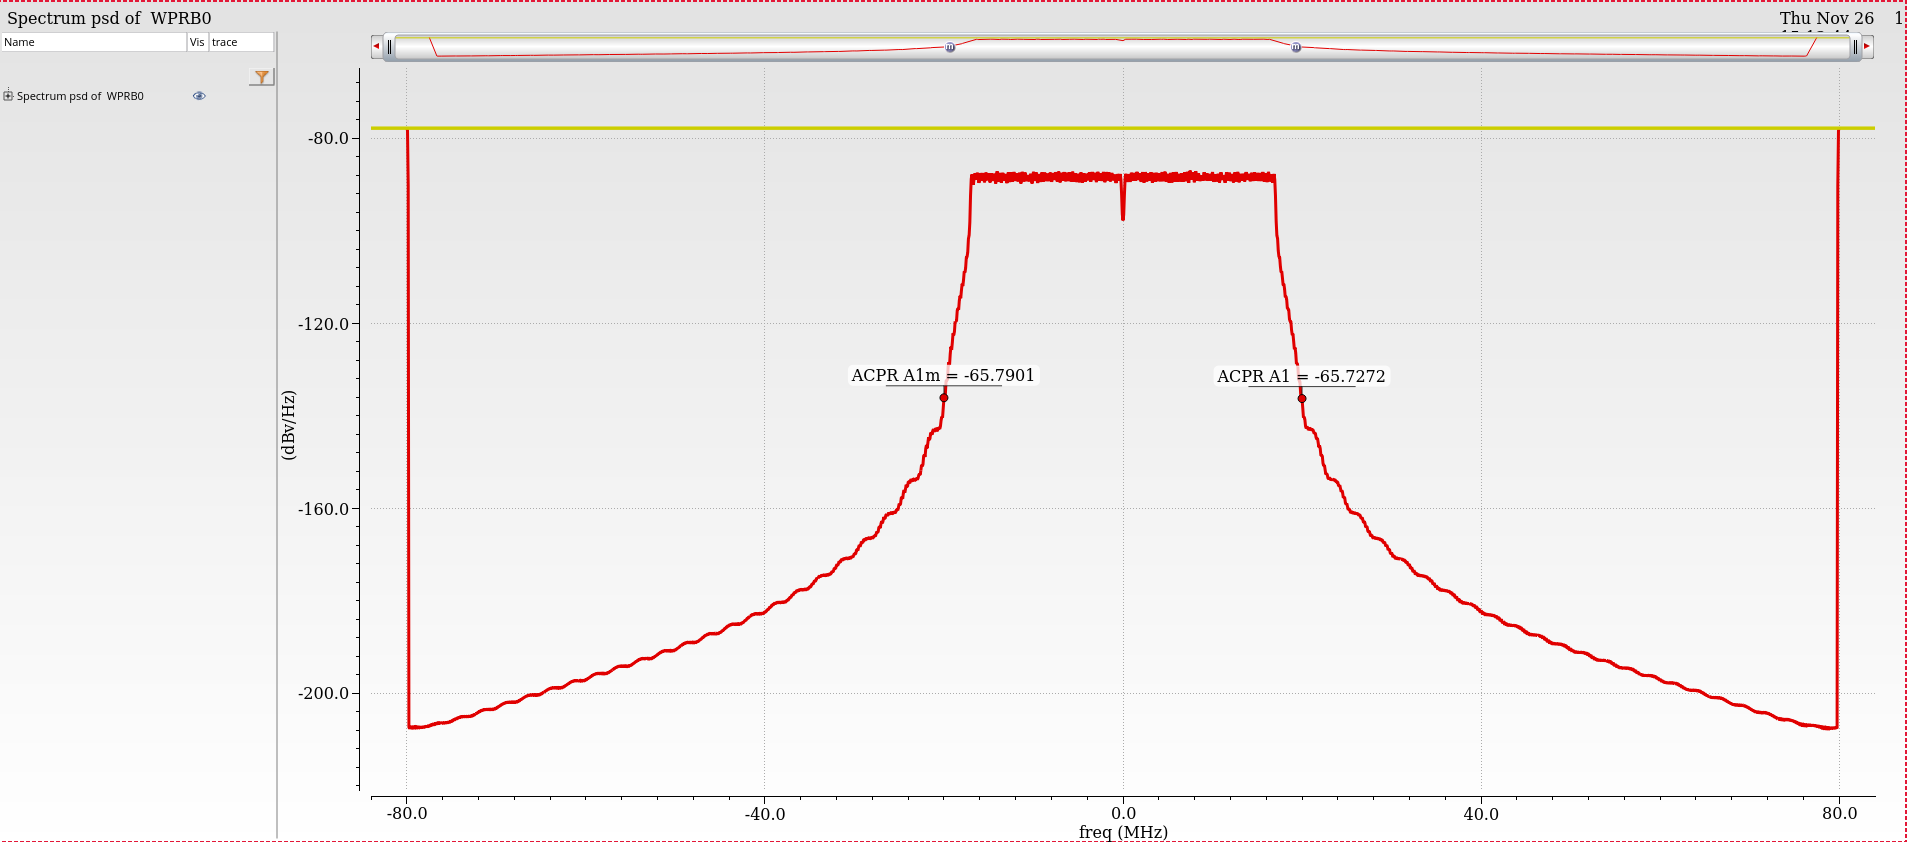 Spectrum psd of WPRB0
Thu Nov 26 1
Name Vis trace
Spectrum psd of WPRB0
-80.0
-120.0
-160.0
-200.0
(dBv/Hz)
ACPR A1m = -65.7901
ACPR A1 = -65.7272
m
m
-80.0 -40.0 0.0 40.0 80.0
freq (MHz)